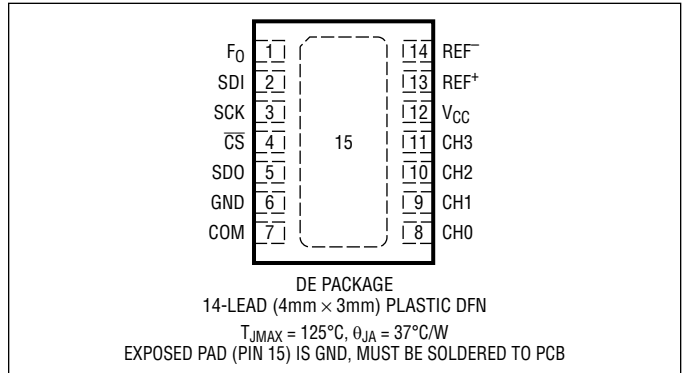 F0 1 14 REF−
SDI 2 13 REF+
SCK 3 12 VCC
C̅S̅ 4 15 11 CH3
SDO 5 10 CH2
GND 6 9 CH1
COM 7 8 CH0
DE PACKAGE
14-LEAD (4mm × 3mm) PLASTIC DFN
TJMAX = 125°C, θJA = 37°C/W
EXPOSED PAD (PIN 15) IS GND, MUST BE SOLDERED TO PCB